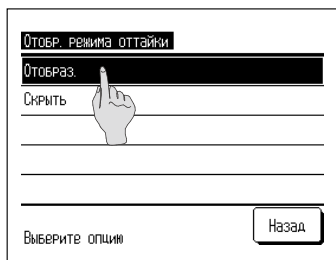 Отобр. режима оттайки
Отобраз.
Скрыть
Выберите опцию
Назад